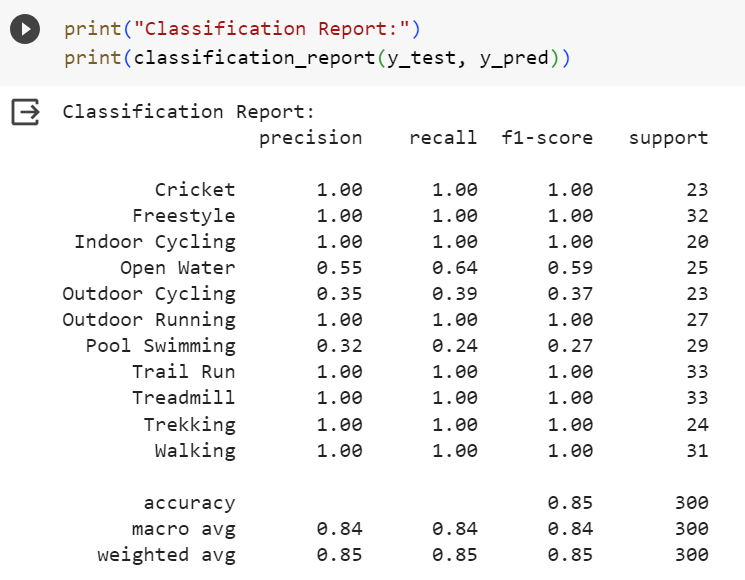 print("Classification Report:")
print(classification_report(y_test, y_pred))
Classification Report:
precision recall f1-score support
Cricket 1.00 1.00 1.00 23
Freestyle 1.00 1.00 1.00 32
Indoor Cycling 1.00 1.00 1.00 20
Open Water 0.55 0.64 0.59 25
Outdoor Cycling 0.35 0.39 0.37 23
Outdoor Running 1.00 1.00 1.00 27
Pool Swimming 0.32 0.24 0.27 29
Trail Run 1.00 1.00 1.00 33
Treadmill 1.00 1.00 1.00 33
Trekking 1.00 1.00 1.00 24
Walking 1.00 1.00 1.00 31
accuracy 0.85 300
macro avg 0.84 0.84 0.84 300
weighted avg 0.85 0.85 0.85 300